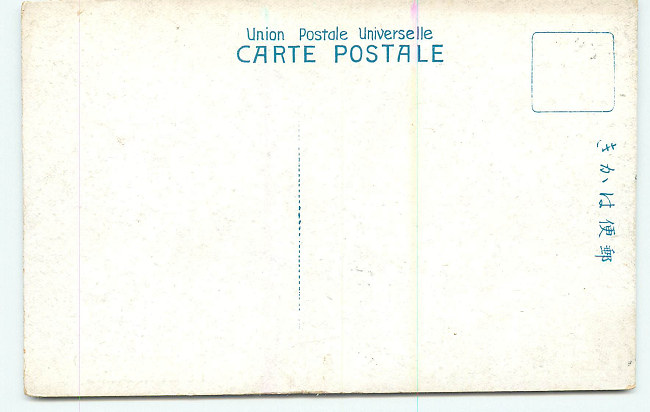 Union Postale Universelle
CARTE POSTALE
きかは便郵